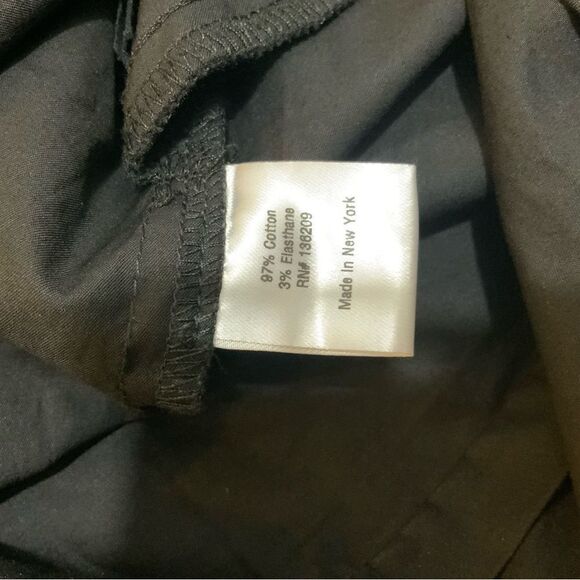 97% Cotton
3% Elasthane
RN# 136209
Made In New York